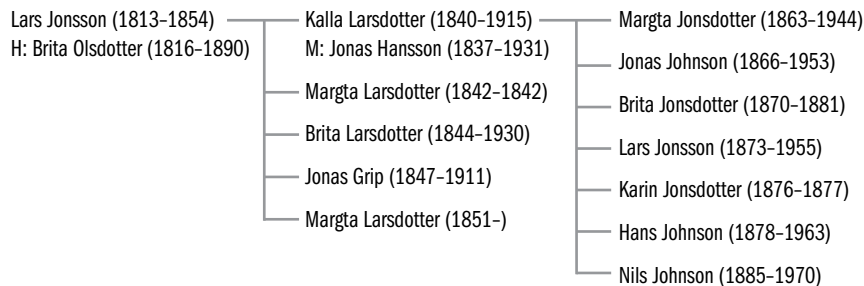 Lars Jonsson (1813–1854)
H: Brita Olsdotter (1816–1890)
Kalla Larsdotter (1840–1915)
M: Jonas Hansson (1837–1931)
Margta Larsdotter (1842–1842)
Brita Larsdotter (1844–1930)
Jonas Grip (1847–1911)
Margta Larsdotter (1851–)
Margta Jonsdotter (1863–1944)
Jonas Johnson (1866–1953)
Brita Jonsdotter (1870–1881)
Lars Jonsson (1873–1955)
Karin Jonsdotter (1876–1877)
Hans Johnson (1878–1963)
Nils Johnson (1885–1970)